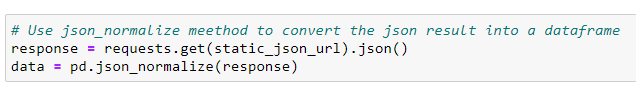 # Use json_normalize meethod to convert the json result into a dataframe
response = requests.get(static_json_url).json()
data = pd.json_normalize(response)